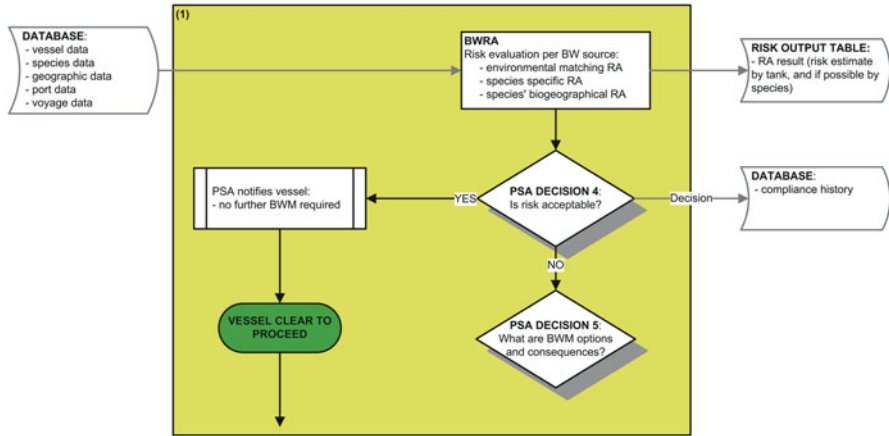 (1)
DATABASE:
- vessel data
- species data
- geographic data
- port data
- voyage data
BWRA
Risk evaluation per BW source:
- environmental matching RA
- species specific RA
- species' biogeographical RA
RISK OUTPUT TABLE:
- RA result (risk estimate
by tank, and if possible by
species)
PSA notifies vessel:
- no further BWM required
YES
PSA DECISION 4:
Is risk acceptable?
Decision
DATABASE:
- compliance history
NO
VESSEL CLEAR TO
PROCEED
PSA DECISION 5:
What are BWM options
and consequences?